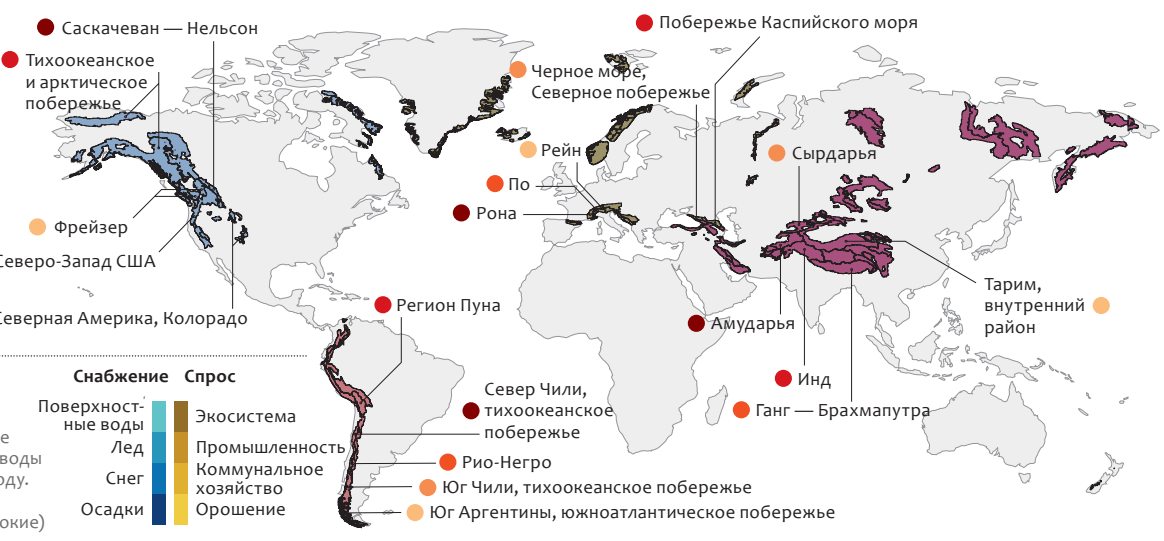 Саскачеван — Нельсон
Побережье Каспийского моря
Тихоокеанское
и арктическое
побережье
Черное море,
Северное побережье
Рейн
Сырдарья
По
Рона
Фрейзер
Северо-Запад США
Тарим,
внутренний
район
Регион Пуна
Северная Америка, Колорадо
Амударья
Инд
Ганг — Брахмапутра
Север Чили,
тихоокеанское
побережье
Рио-Негро
Юг Чили, тихоокеанское побережье
Юг Аргентины, южноатлантическое побережье
Снабжение Спрос
Поверхност-
ные воды
Экосистема
Лед
Промышленность
Снег
Коммунальное
хозяйство
Осадки
Орошение
воды